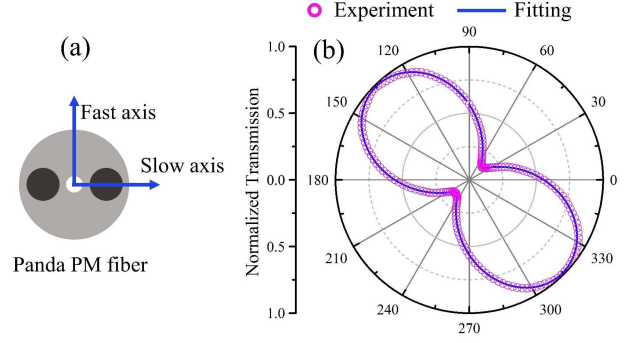 Experiment
Fitting
(a)
Fast axis
Slow axis
Panda PM fiber
(b)
Normalized Transmission
1.0
0.5
0.0
0.5
1.0
90
60
30
0
330
300
270
240
210
180
150
120